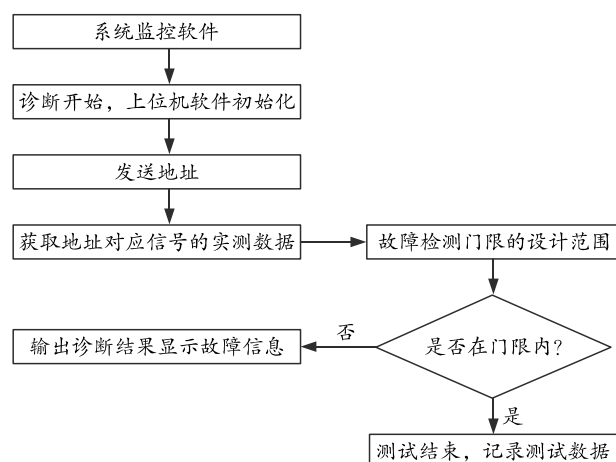 系统监控软件
诊断开始，上位机软件初始化
发送地址
获取地址对应信号的实测数据
故障检测门限的设计范围
是否在门限内?
否
输出诊断结果显示故障信息
是
测试结束，记录测试数据